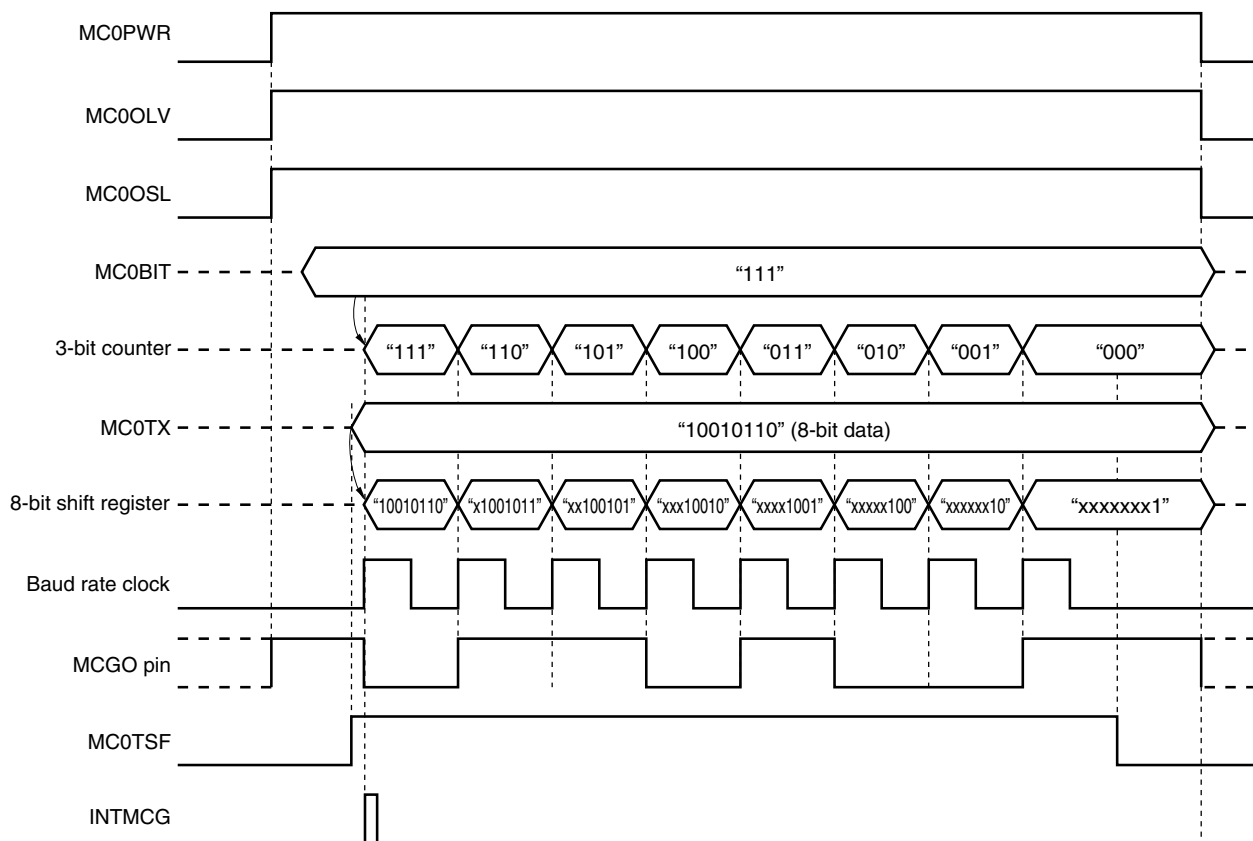 MC0PWR
MC0OLV
MC0OSL
MC0BIT “111”
3-bit counter “111” “110” “101” “100” “011” “010” “001” “000”
MC0TX “10010110” (8-bit data)
8-bit shift register “10010110” “x1001011” “xx100101” “xxx10010” “xxxx1001” “xxxxx100” “xxxxxx10” “xxxxxxx1”
Baud rate clock
MCGO pin
MC0TSF
INTMCG